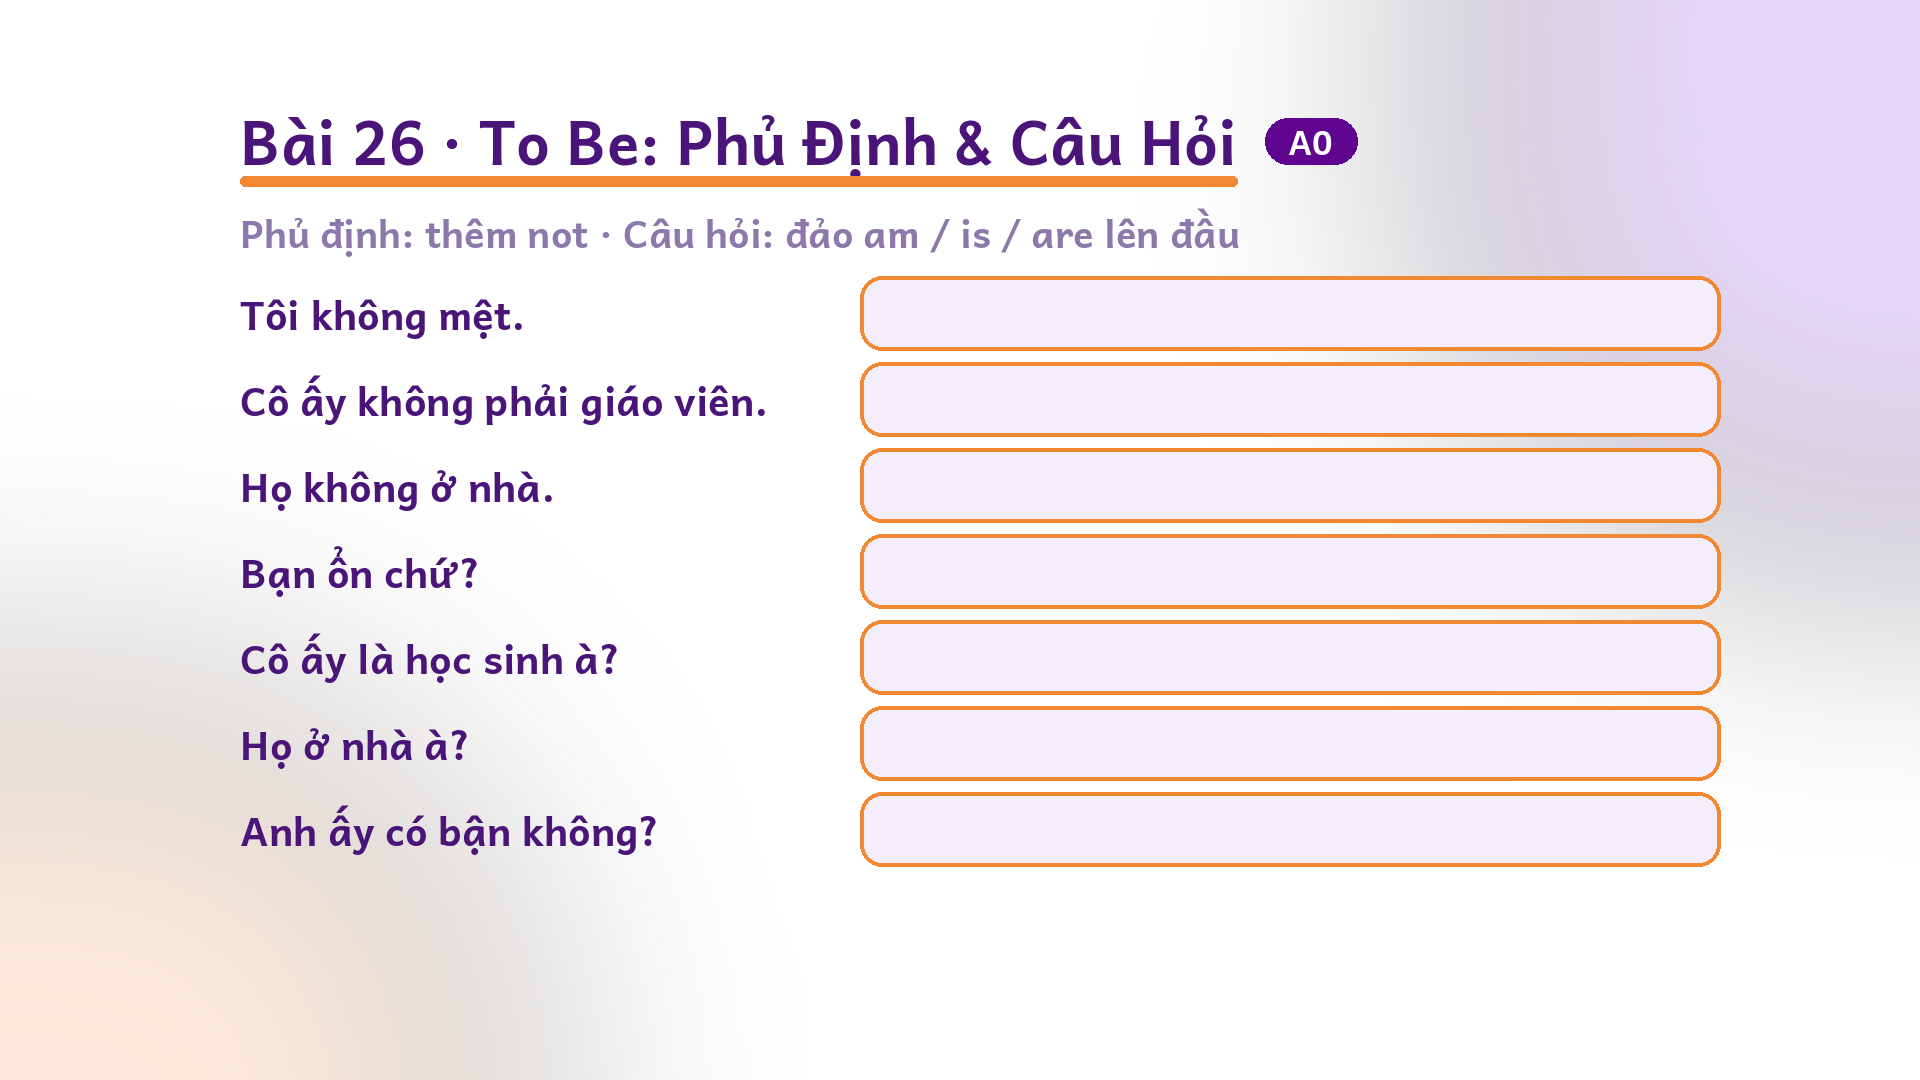 Bài 26 · To Be: Phủ Định & Câu Hỏi A0
Phủ định: thêm not · Câu hỏi: đảo am / is / are lên đầu
Tôi không mệt.
Cô ấy không phải giáo viên.
Họ không ở nhà.
Bạn ổn chứ?
Cô ấy là học sinh à?
Họ ở nhà à?
Anh ấy có bận không?